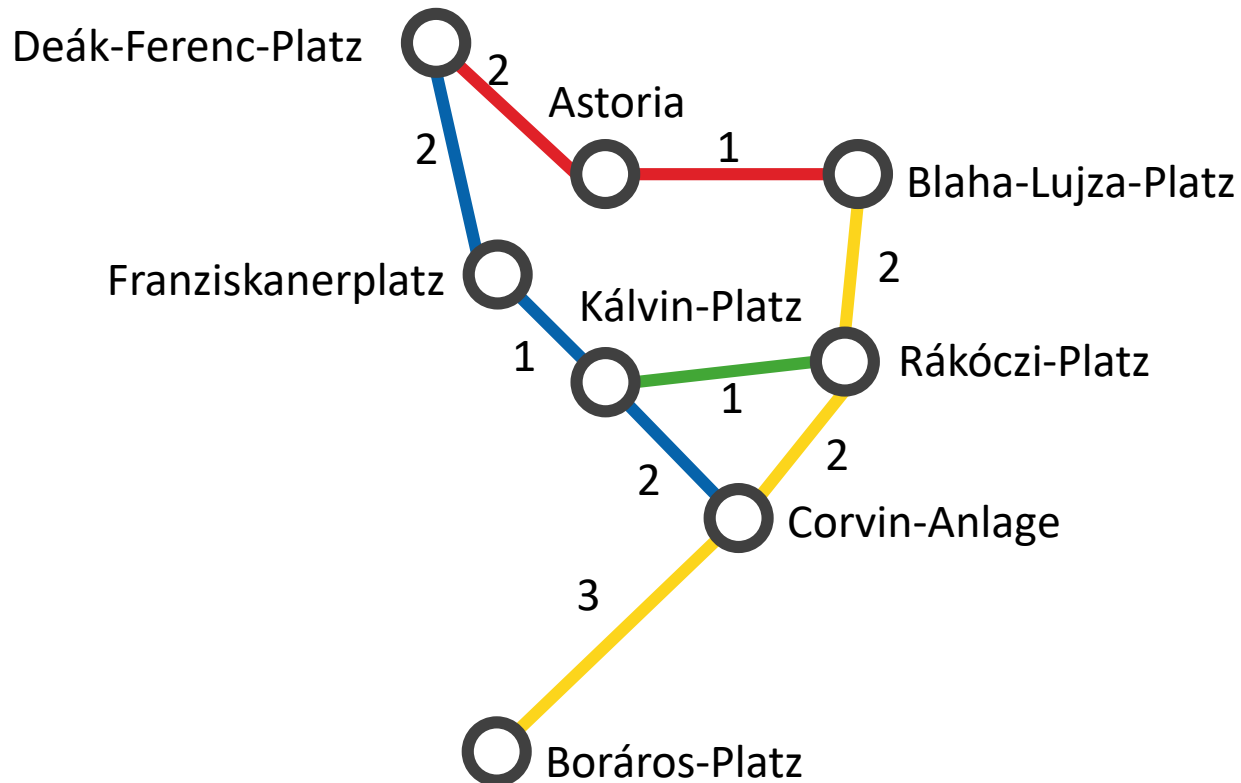 Deák-Ferenc-Platz
2
Astoria
2
1
Blaha-Lujza-Platz
Franziskanerplatz
2
Kálvin-Platz
1
Rákóczi-Platz
1
2
2
Corvin-Anlage
3
Boráros-Platz